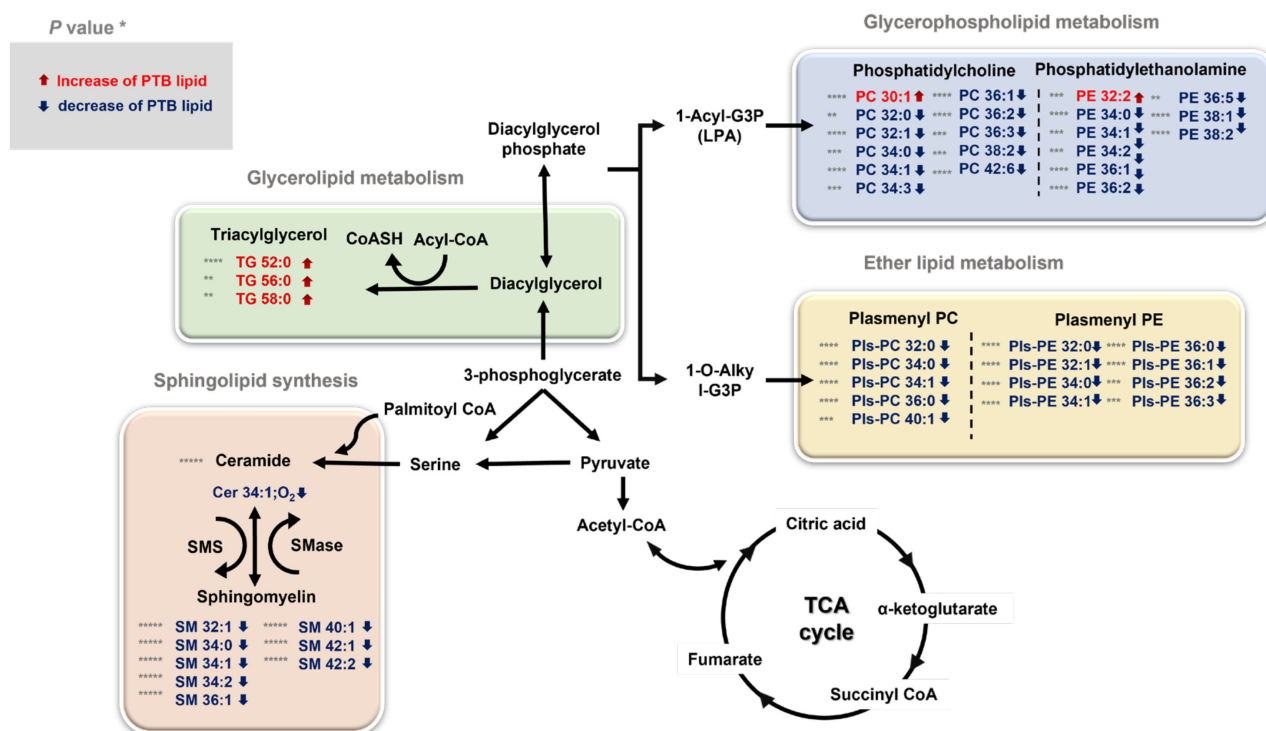 P value *
Increase of PTB lipid
decrease of PTB lipid
Glycerophospholipid metabolism
Phosphatidylcholine
**** PC 30:1
** PC 32:0
**** PC 32:1
*** PC 34:0
**** PC 34:1
*** PC 34:3
**** PC 36:1
**** PC 36:2
*** PC 36:3
*** PC 38:2
**** PC 42:6
Phosphatidylethanolamine
*** PE 32:2
**** PE 34:0
**** PE 34:1
*** PE 34:2
**** PE 36:1
**** PE 36:2
** PE 36:5
**** PE 38:1
**** PE 38:2
1-Acyl-G3P
(LPA)
Diacylglycerol
phosphate
Glycerolipid metabolism
Triacylglycerol
**** TG 52:0
** TG 56:0
** TG 58:0
CoASH
Acyl-CoA
Diacylglycerol
Ether lipid metabolism
Plasmenyl PC
**** Pls-PC 32:0
**** Pls-PC 34:0
**** Pls-PC 34:1
**** Pls-PC 36:0
*** Pls-PC 40:1
Plasmenyl PE
**** Pls-PE 32:0
**** Pls-PE 32:1
**** Pls-PE 34:0
**** Pls-PE 34:1
**** Pls-PE 36:0
**** Pls-PE 36:1
*** Pls-PE 36:2
*** Pls-PE 36:3
1-O-Alky
l-G3P
3-phosphoglycerate
Sphingolipid synthesis
Palmitoyl CoA
***** Ceramide
Cer 34:1;O2
Serine
Pyruvate
SMS
SMase
Sphingomyelin
***** SM 32:1
***** SM 34:0
***** SM 34:1
***** SM 34:2
***** SM 36:1
***** SM 40:1
***** SM 42:1
***** SM 42:2
Acetyl-CoA
Citric acid
α-ketoglutarate
Succinyl CoA
Fumarate
TCA
cycle